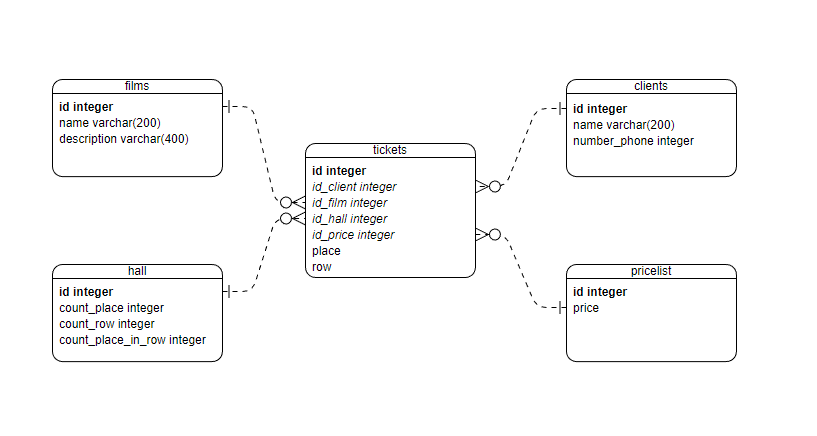 films
id integer
name varchar(200)
description varchar(400)
clients
id integer
name varchar(200)
number_phone integer
tickets
id integer
id_client integer
id_film integer
id_hall integer
id_price integer
place
row
hall
id integer
count_place integer
count_row integer
count_place_in_row integer
pricelist
id integer
price